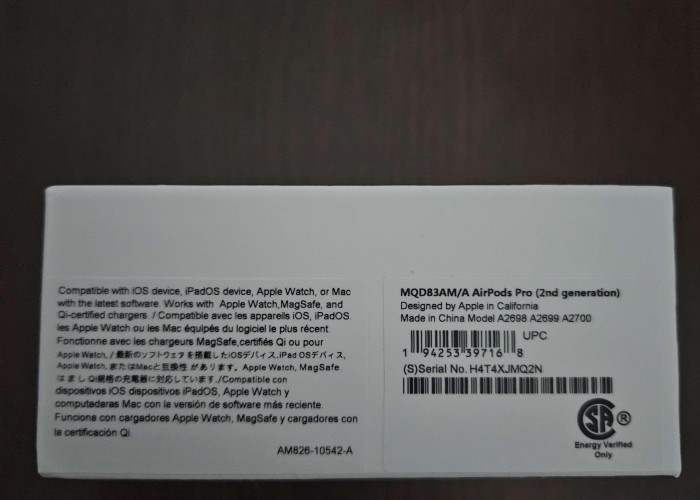 Compatible with iOS device, iPadOS device, Apple Watch, or Mac
with the latest software. Works with Apple Watch,MagSafe, and
Qi-certified chargers. / Compatible avec les appareils iOS, iPadOS
les Apple Watch ou les Mac équipés du logiciel le plus récent.
Fonctionne avec les chargeurs MagSafe,certifiés Qi ou pour
Apple Watch, / 最新のソフトウェアを搭載したiOSデバイス,iPad OSデバイス,
Apple Watch, またはMacと互換性 があります。Apple Watch, MagSafe
は ま し Qi規格の充電器に対応しています./Compatible con
dispositivos iOS dispositivos iPadOS, Apple Watch y
computadoras Mac con la versión de software más reciente.
Funciona con cargadores Apple Watch, MagSafe y cargadores con
la certificación Qi.
AM826-10542-A
MQD83AM/A AirPods Pro (2nd generation)
Designed by Apple in California
Made in China Model A2698 A2699 A2700
UPC
1 94253 39716 8
(S)Serial No. H4T4XJMQ2N
SA ®
Energy Verified
Only